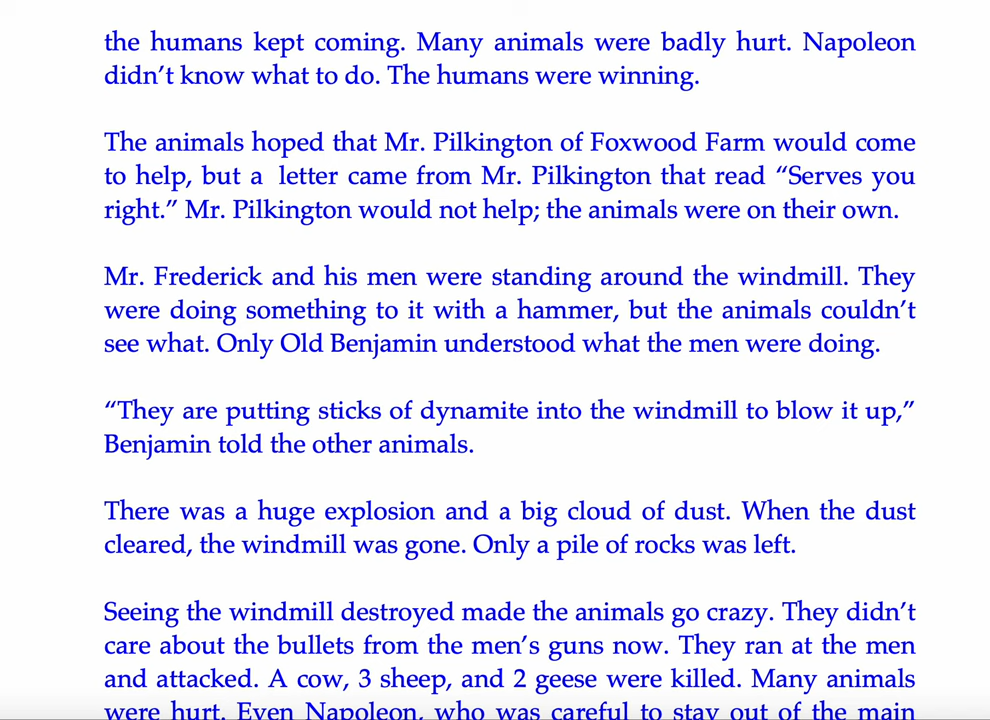 the humans kept coming. Many animals were badly hurt. Napoleon
didn’t know what to do. The humans were winning.
The animals hoped that Mr. Pilkington of Foxwood Farm would come
to help, but a  letter came from Mr. Pilkington that read “Serves you
right.” Mr. Pilkington would not help; the animals were on their own.
Mr. Frederick and his men were standing around the windmill. They
were doing something to it with a hammer, but the animals couldn’t
see what. Only Old Benjamin understood what the men were doing.
“They are putting sticks of dynamite into the windmill to blow it up,”
Benjamin told the other animals.
There was a huge explosion and a big cloud of dust. When the dust
cleared, the windmill was gone. Only a pile of rocks was left.
Seeing the windmill destroyed made the animals go crazy. They didn’t
care about the bullets from the men’s guns now. They ran at the men
and attacked. A cow, 3 sheep, and 2 geese were killed. Many animals
were hurt. Even Napoleon, who was careful to stay out of the main